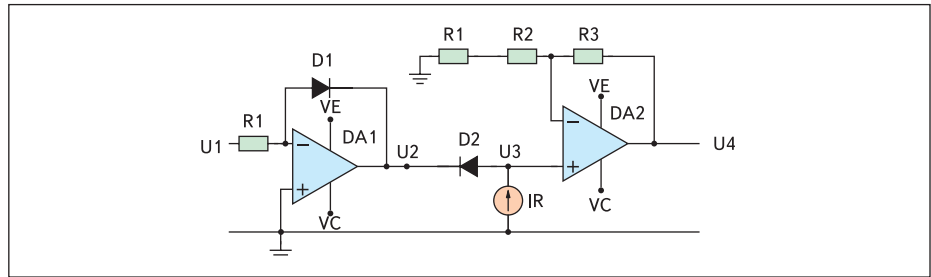 R1 R2 R3
D1
VE VE
R1 DA1 DA2
U1 D2
U2 U3 U4
IR
VC VC